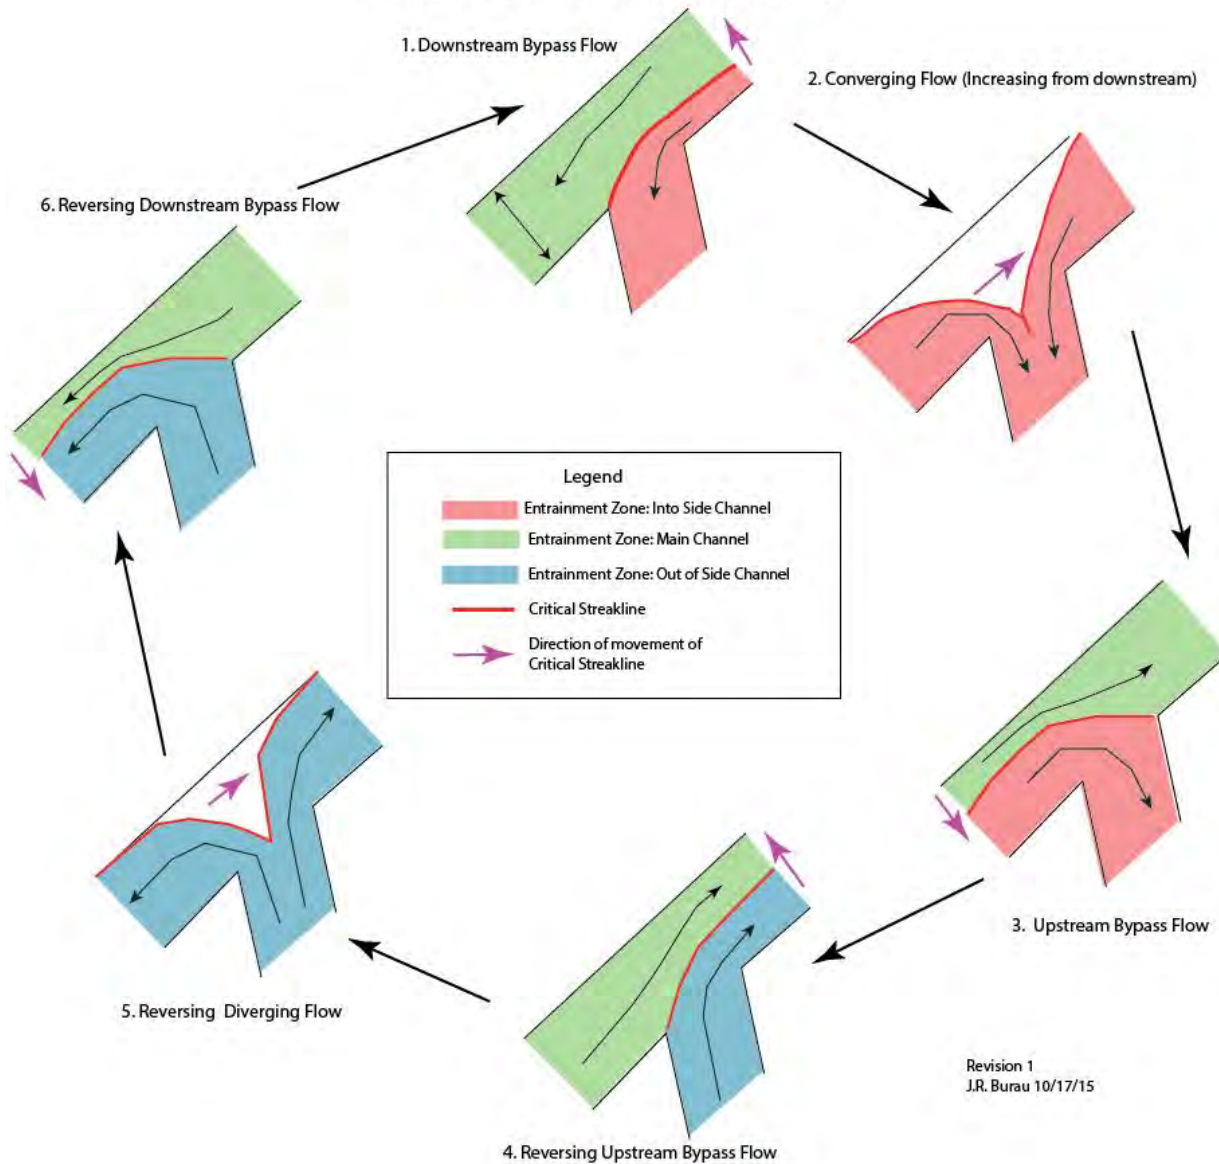 1. Downstream Bypass Flow
2. Converging Flow (Increasing from downstream)
6. Reversing Downstream Bypass Flow
Legend
Entrainment Zone: Into Side Channel
Entrainment Zone: Main Channel
Entrainment Zone: Out of Side Channel
Critical Streakline
Direction of movement of
Critical Streakline
3. Upstream Bypass Flow
5. Reversing Diverging Flow
4. Reversing Upstream Bypass Flow
Revision 1
J.R. Burau 10/17/15